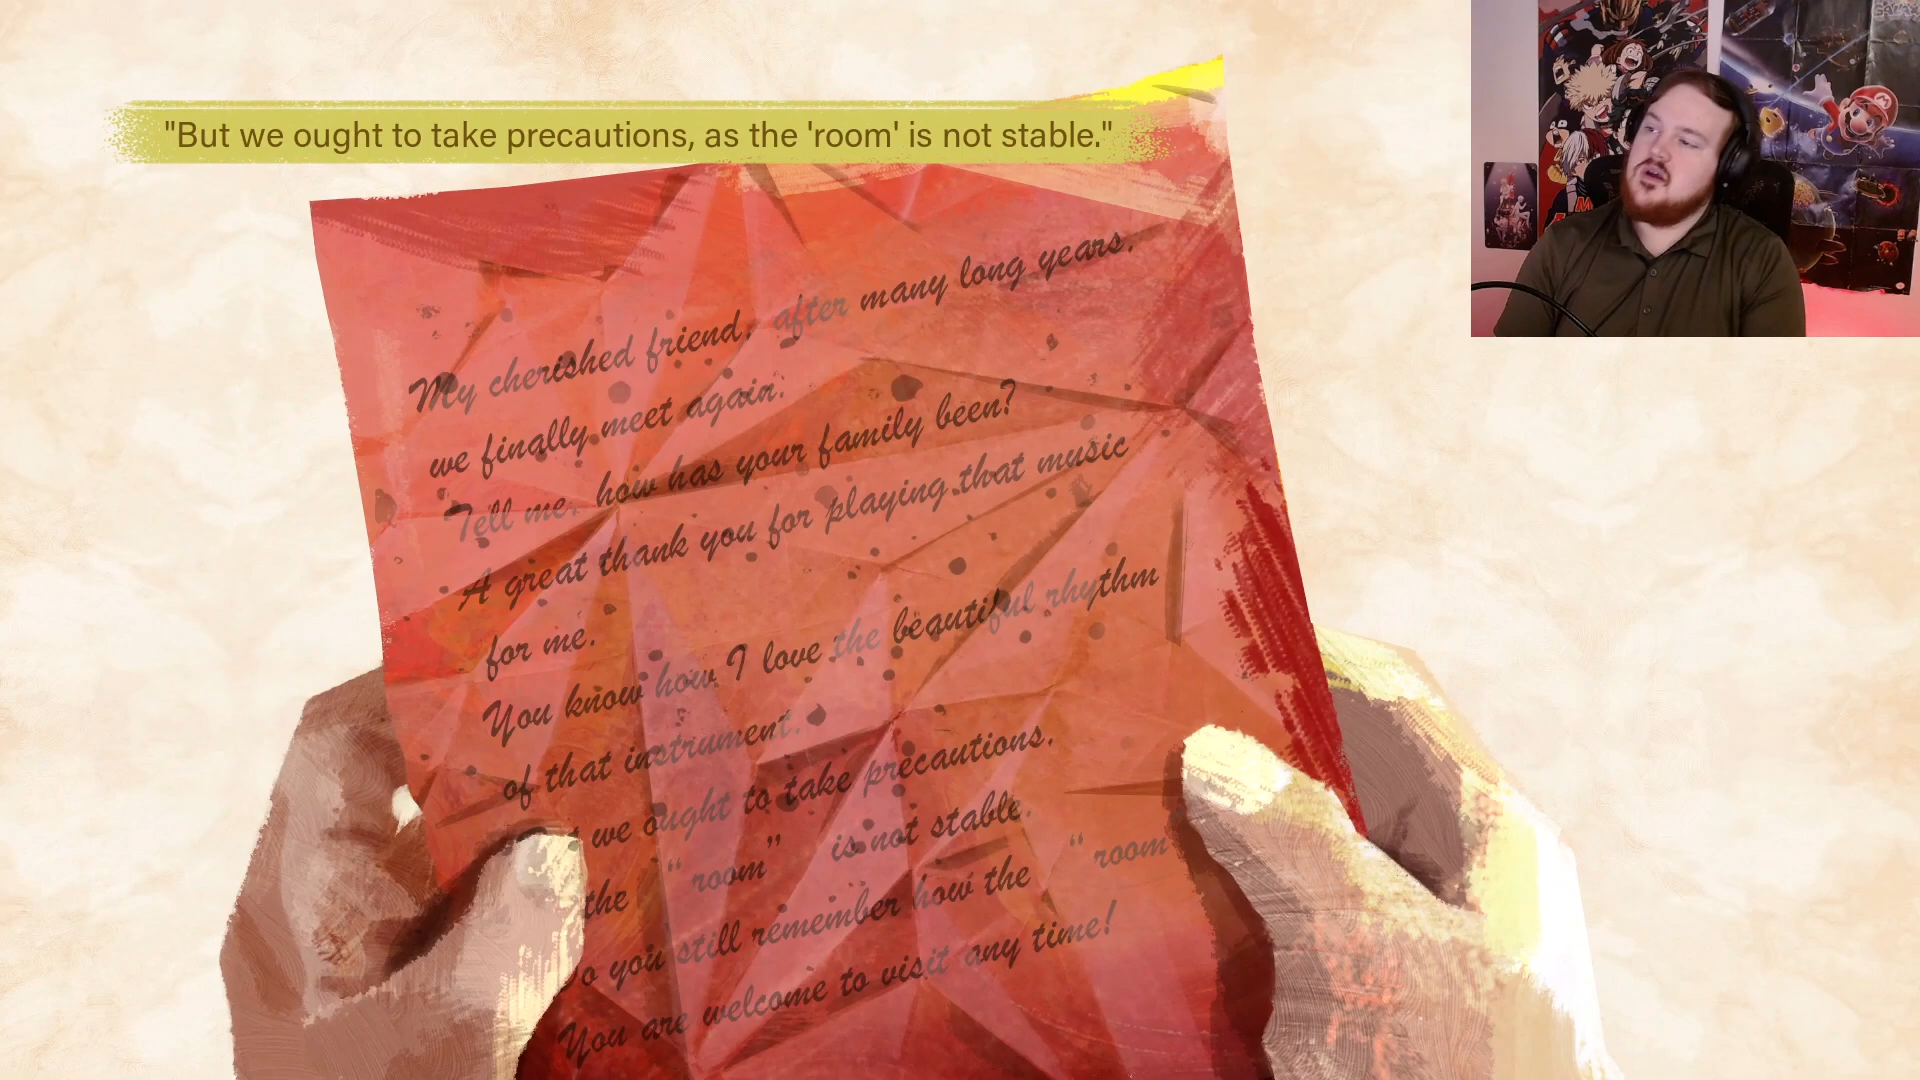 "But we ought to take precautions, as the 'room' is not stable."
My cherished friend, after many long years,
we finally meet again.
Tell me, how has your family been?
A great thank you for playing that music
for me.
You know how I love the beautiful rhythm
of that instrument.
we ought to take precautions,
the "room" is not stable.
you still remember how the "room
You are welcome to visit any time!